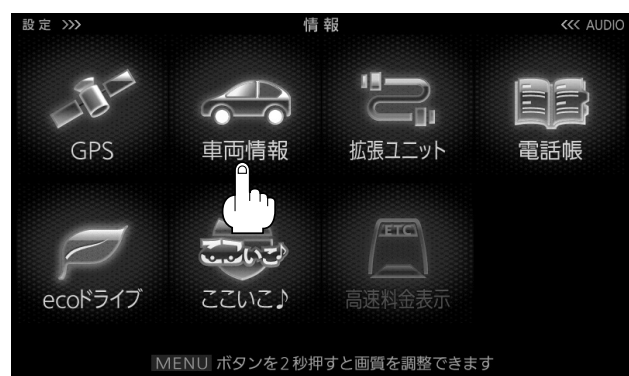 設定 >>>
情報
<<< AUDIO
GPS
車両情報
拡張ユニット
電話帳
ここいこ♪
ETC
ecoドライブ
ここいこ♪
高速料金表示
MENU ボタンを2秒押すと画質を調整できます